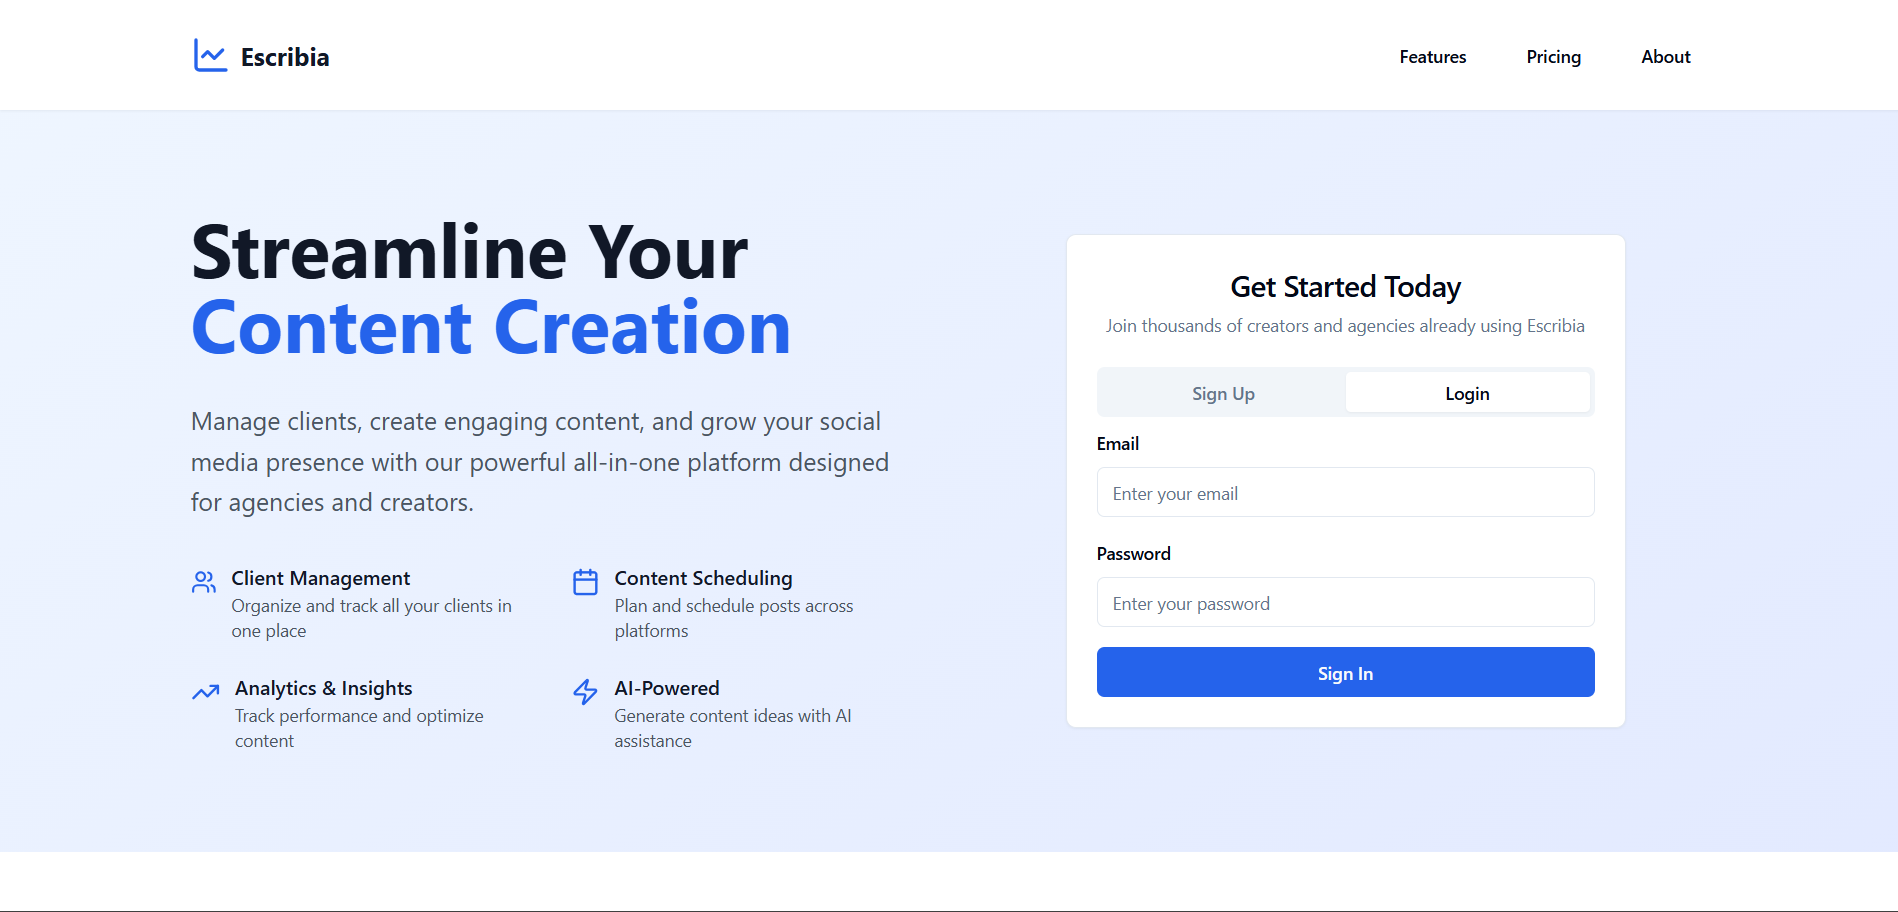 Escribia
Features
Pricing
About
Streamline Your
Content Creation
Manage clients, create engaging content, and grow your social
media presence with our powerful all-in-one platform designed
for agencies and creators.
Client Management
Organize and track all your clients in
one place
Content Scheduling
Plan and schedule posts across
platforms
Analytics & Insights
Track performance and optimize
content
AI-Powered
Generate content ideas with AI
assistance
Get Started Today
Join thousands of creators and agencies already using Escribia
Sign Up
Login
Email
Enter your email
Password
Enter your password
Sign In